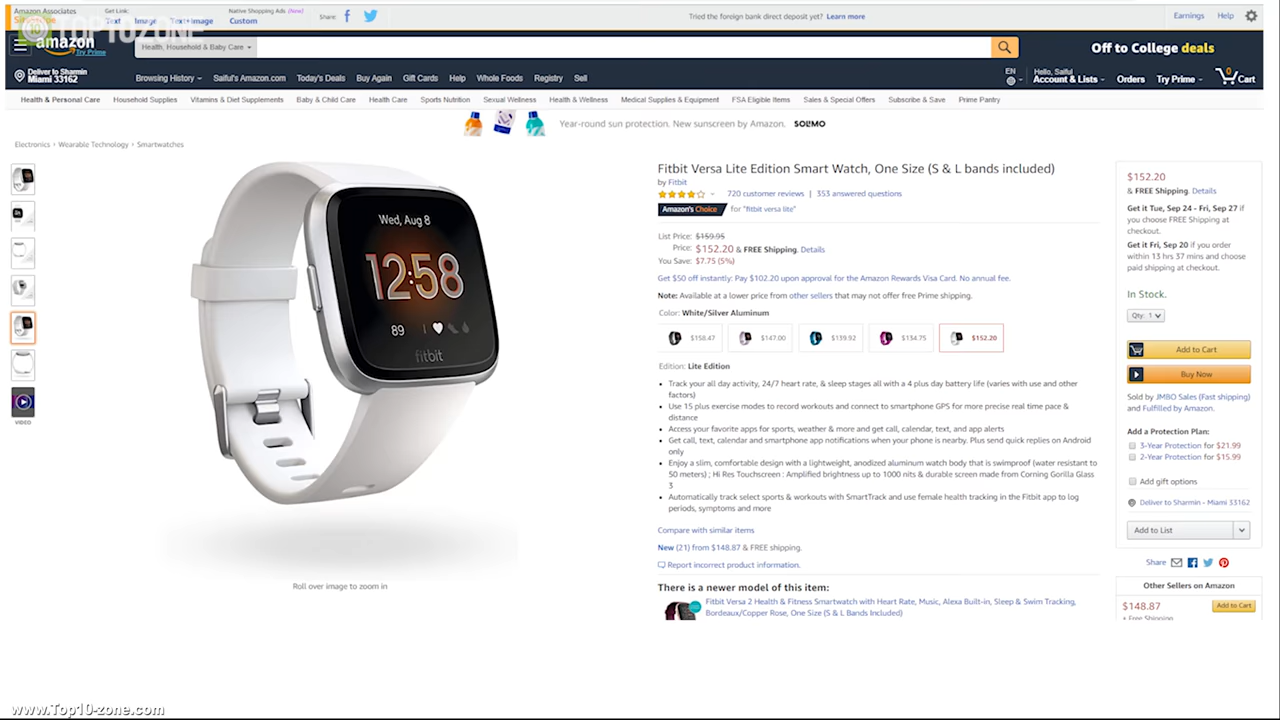 Amazon Associates
Get Link:
Native Shopping Ads (New)
Text
Image
Text+Image
Custom
Share:
Tried the foreign bank direct deposit yet? Learn more
Earnings
Help
TOP10ZONE
10
amazon
Try Prime
Health, Household & Baby Care
Off to College deals
Deliver to Sharmin
Miami 33162
Browsing History
Saiful's Amazon.com
Today's Deals
Buy Again
Gift Cards
Help
Whole Foods
Registry
Sell
EN
Hello, Saiful
Account & Lists
Orders
Try Prime
0
Cart
Health & Personal Care
Household Supplies
Vitamins & Diet Supplements
Baby & Child Care
Health Care
Sports Nutrition
Sexual Wellness
Health & Wellness
Medical Supplies & Equipment
FSA Eligible Items
Sales & Special Offers
Subscribe & Save
Prime Pantry
Year-round sun protection. New sunscreen by Amazon. SOLIMO
Electronics › Wearable Technology › Smartwatches
VIDEO
Wed, Aug 8
12:58
89
fitbit
Roll over image to zoom in
Fitbit Versa Lite Edition Smart Watch, One Size (S & L bands included)
by Fitbit
720 customer reviews | 353 answered questions
Amazon's Choice for "fitbit versa lite"
List Price: $159.95
Price: $152.20 & FREE Shipping. Details
You Save: $7.75 (5%)
Get $50 off instantly: Pay $102.20 upon approval for the Amazon Rewards Visa Card. No annual fee.
Note: Available at a lower price from other sellers that may not offer free Prime shipping.
Color: White/Silver Aluminum
$158.47
$147.00
$139.92
$134.75
$152.20
Edition: Lite Edition
• Track your all day activity, 24/7 heart rate, & sleep stages all with a 4 plus day battery life (varies with use and other
factors)
• Use 15 plus exercise modes to record workouts and connect to smartphone GPS for more precise real time pace &
distance
• Access your favorite apps for sports, weather & more and get call, calendar, text, and app alerts
• Get call, text, calendar and smartphone app notifications when your phone is nearby. Plus send quick replies on Android
only
• Enjoy a slim, comfortable design with a lightweight, anodized aluminum watch body that is swimproof (water resistant to
50 meters) ; Hi Res Touchscreen : Amplified brightness up to 1000 nits & durable screen made from Corning Gorilla Glass
3
• Automatically track select sports & workouts with SmartTrack and use female health tracking in the Fitbit app to log
periods, symptoms and more
Compare with similar items
New (21) from $148.87 & FREE shipping.
Report incorrect product information.
There is a newer model of this item:
Fitbit Versa 2 Health & Fitness Smartwatch with Heart Rate, Music, Alexa Built-in, Sleep & Swim Tracking,
Bordeaux/Copper Rose, One Size (S & L Bands Included)
$152.20
& FREE Shipping. Details
Get it Tue, Sep 24 - Fri, Sep 27 if
you choose FREE Shipping at
checkout.
Get it Fri, Sep 20 if you order
within 13 hrs 37 mins and choose
paid shipping at checkout.
In Stock.
Qty: 1
Add to Cart
Buy Now
Sold by JMBO Sales (Fast shipping)
and Fulfilled by Amazon.
Add a Protection Plan:
3-Year Protection for $21.99
2-Year Protection for $15.99
Add gift options
Deliver to Sharmin - Miami 33162
Add to List
Share
Other Sellers on Amazon
$148.87
Add to Cart
+ Free Shipping
www.Top10-zone.com